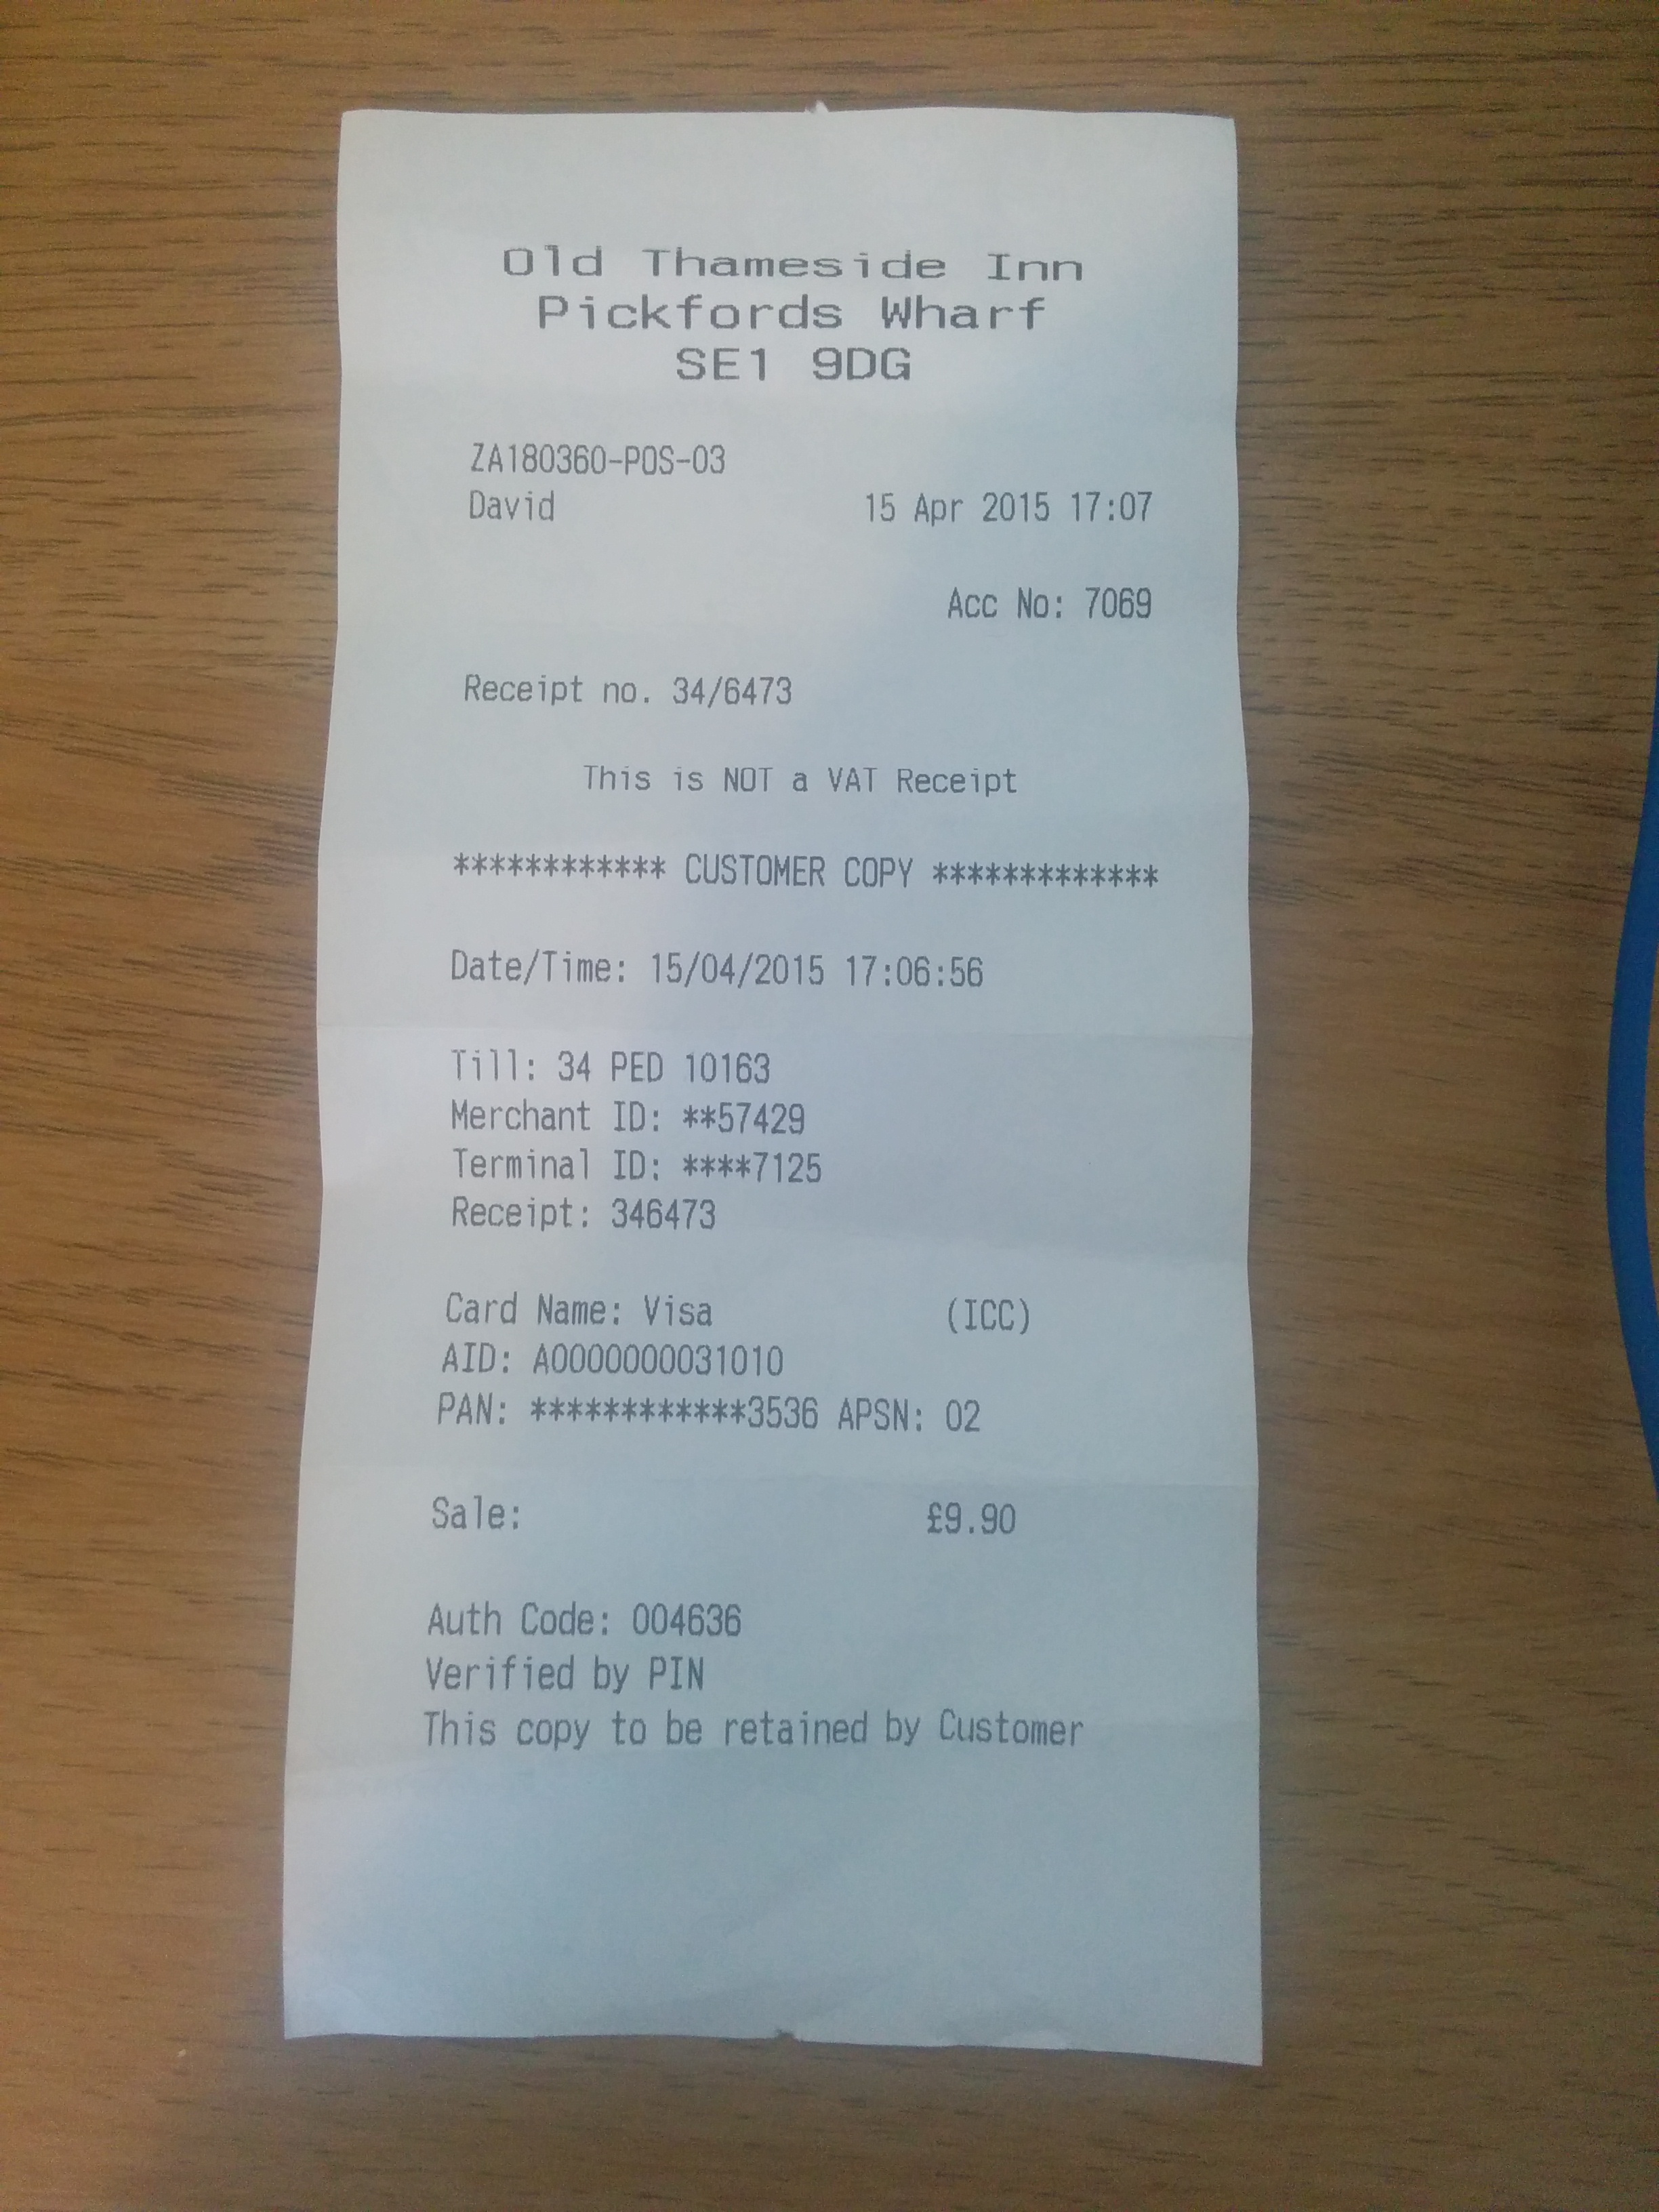 Old Thameside Inn
Pickfords Wharf
SE1 9DG
ZA180360-POS-03
David 15 Apr 2015 17:07
Acc No: 7069
Receipt no. 34/6473
This is NOT a VAT Receipt
************ CUSTOMER COPY *************
Date/Time: 15/04/2015 17:06:56
Till: 34 PED 10163
Merchant ID: **57429
Terminal ID: ****7125
Receipt: 346473
Card Name: Visa (ICC)
AID: A0000000031010
PAN: ************3536 APSN: 02
Sale: £9.90
Auth Code: 004636
Verified by PIN
This copy to be retained by Customer